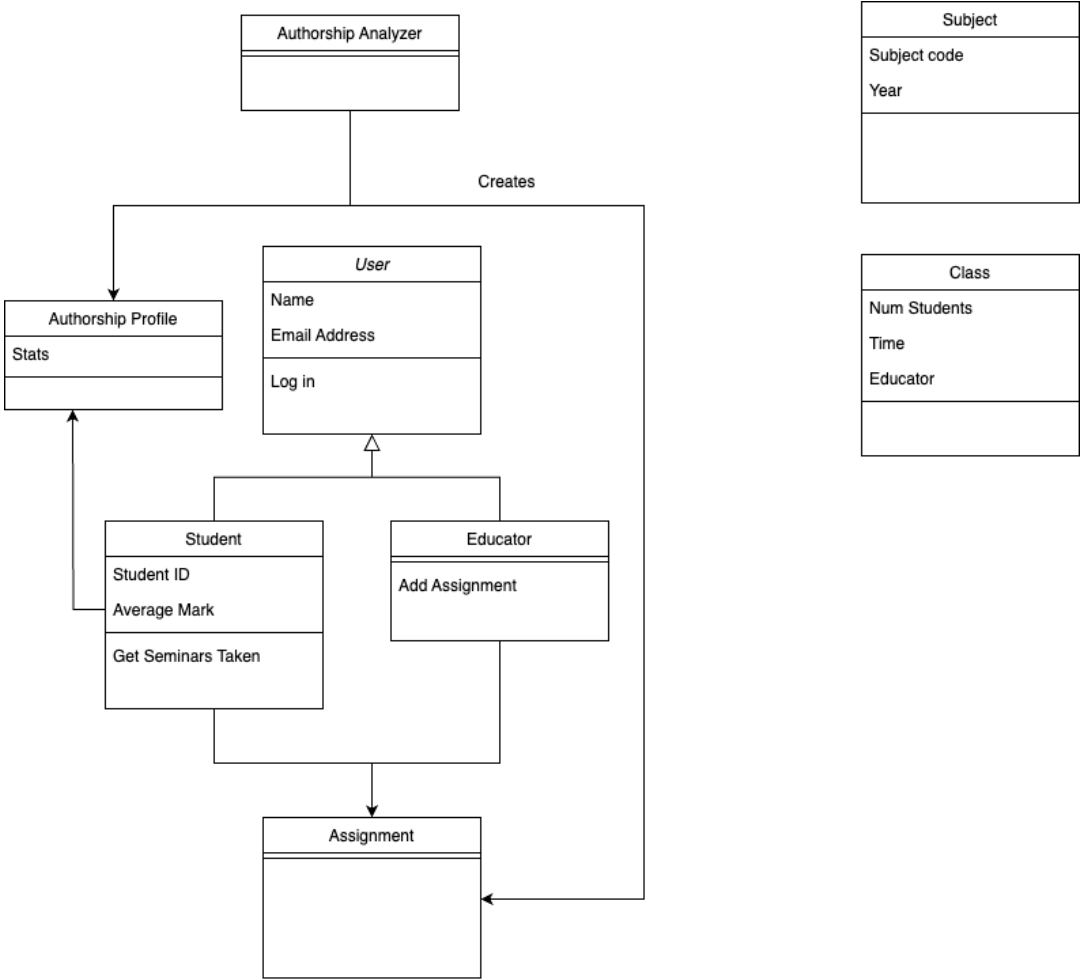 Authorship Analyzer
Creates
Authorship Profile
Stats
User
Name
Email Address
Log in
Student
Student ID
Average Mark
Get Seminars Taken
Educator
Add Assignment
Assignment
Subject
Subject code
Year
Class
Num Students
Time
Educator